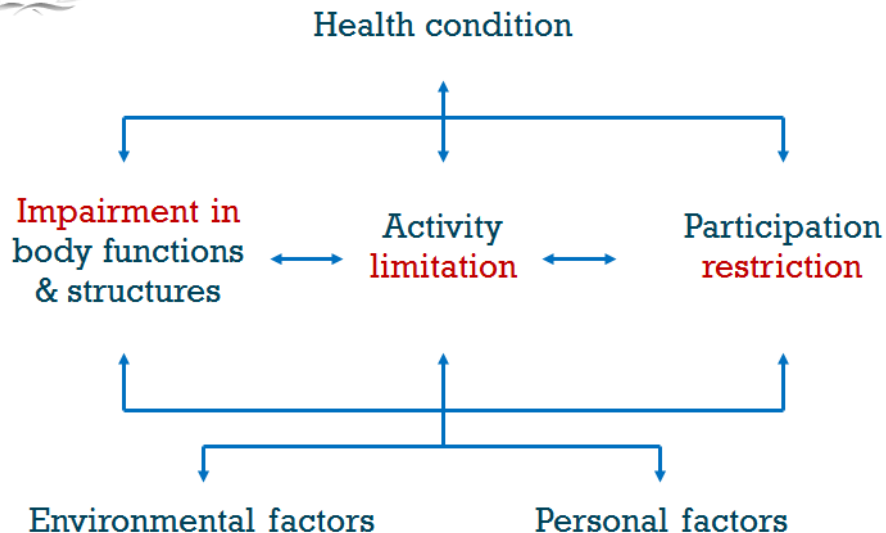 Health condition
Impairment in
body functions
& structures
Activity
limitation
Participation
restriction
Environmental factors
Personal factors